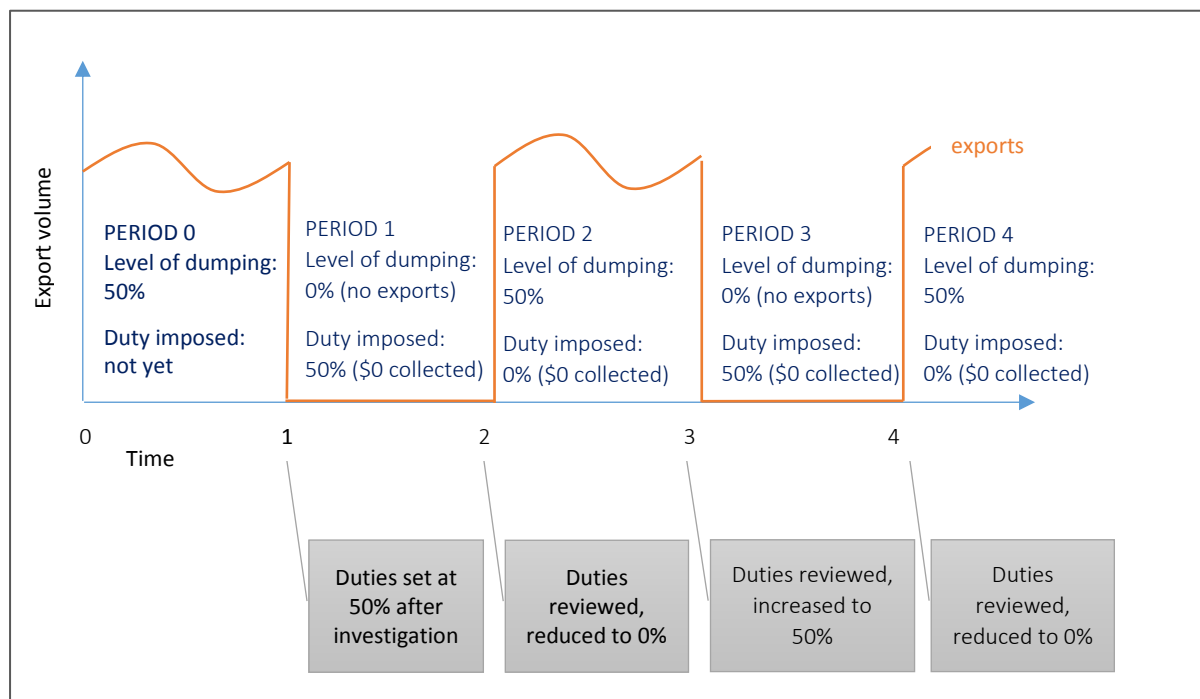 Export volume
exports
PERIOD 0
Level of dumping:
50%
Duty imposed:
not yet
PERIOD 1
Level of dumping:
0% (no exports)
Duty imposed:
50% ($0 collected)
PERIOD 2
Level of dumping:
50%
Duty imposed:
0% ($0 collected)
PERIOD 3
Level of dumping:
0% (no exports)
Duty imposed:
50% ($0 collected)
PERIOD 4
Level of dumping:
50%
Duty imposed:
0% ($0 collected)
0
1
2
3
4
Time
Duties set at
50% after
investigation
Duties
reviewed,
reduced to 0%
Duties reviewed,
increased to
50%
Duties
reviewed,
reduced to 0%